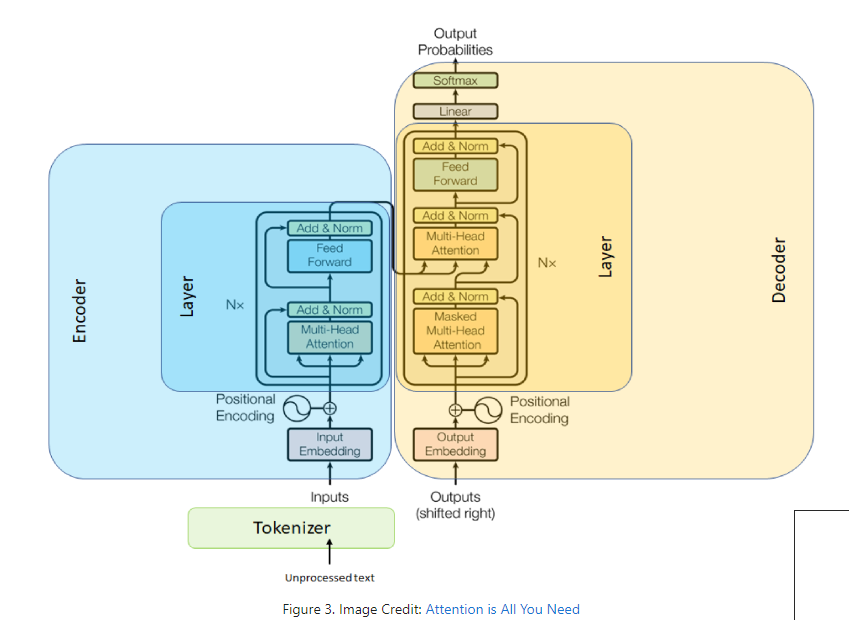 Output
Probabilities
Softmax
Linear
Add & Norm
Feed
Forward
Add & Norm
Multi-Head
Attention
Add & Norm
Masked
Multi-Head
Attention
Nx
Layer
Decoder
Positional
Encoding
Output
Embedding
Outputs
(shifted right)
Encoder
Layer
Nx
Add & Norm
Feed
Forward
Add & Norm
Multi-Head
Attention
Positional
Encoding
Input
Embedding
Inputs
Tokenizer
Unprocessed text
Figure 3. Image Credit: Attention is All You Need